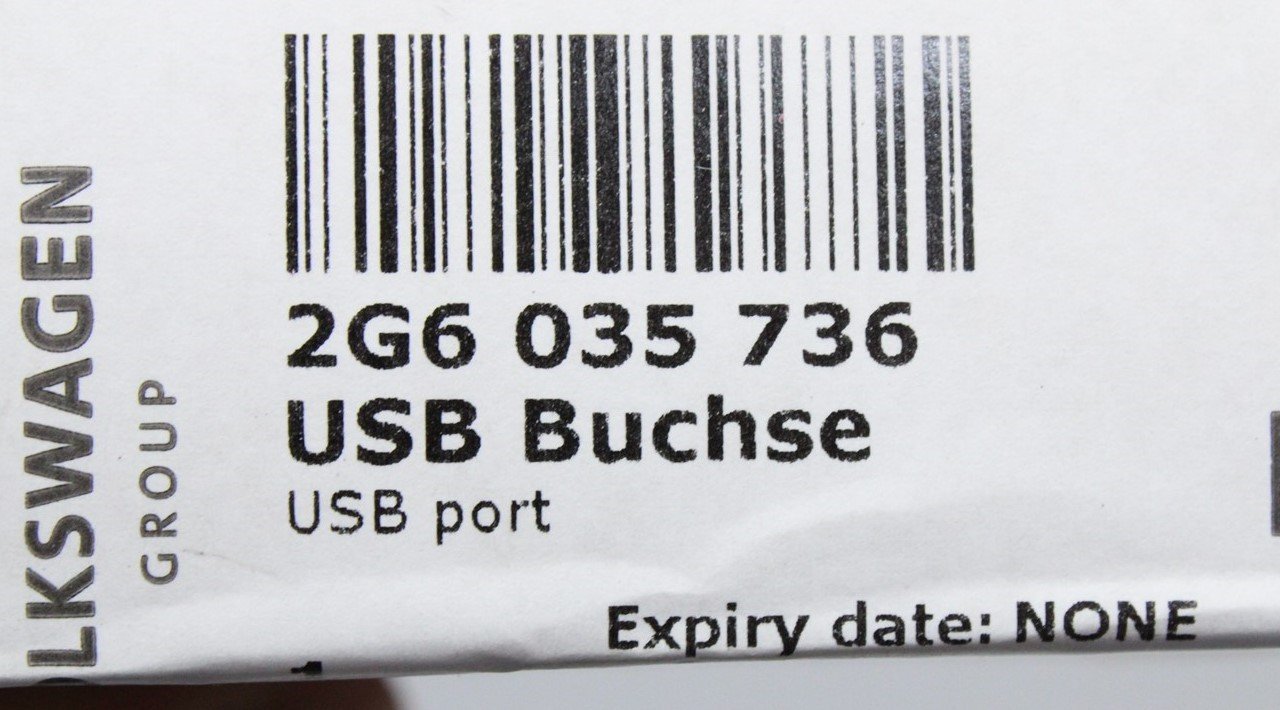 2G6 035 736
USB Buchse
USB port
Expiry date: NONE
LKSWAGEN
GROUP